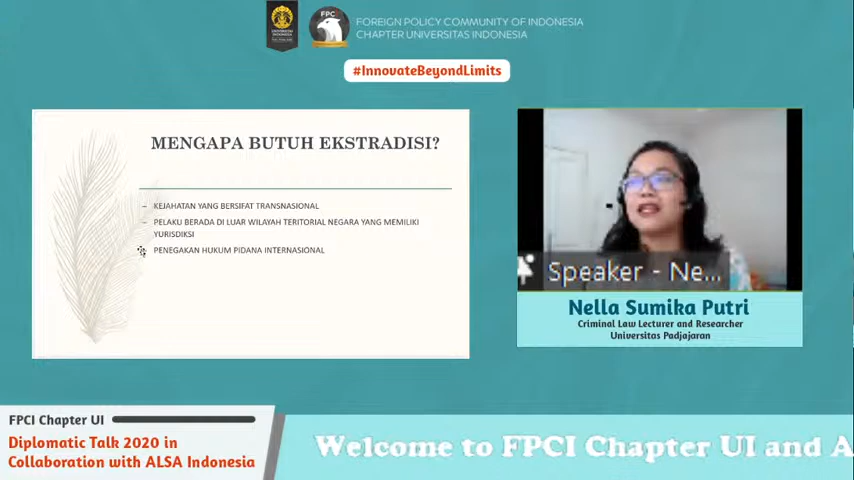 UNIVERSITAS INDONESIA
FPC
FOREIGN POLICY COMMUNITY OF INDONESIA
CHAPTER UNIVERSITAS INDONESIA
#InnovateBeyondLimits
MENGAPA BUTUH EKSTRADISI?
– KEJAHATAN YANG BERSIFAT TRANSNASIONAL
– PELAKU BERADA DI LUAR WILAYAH TERITORIAL NEGARA YANG MEMILIKI
YURISDIKSI
PENEGAKAN HUKUM PIDANA INTERNASIONAL
Speaker - Ne...
Nella Sumika Putri
Criminal Law Lecturer and Researcher
Universitas Padjajaran
FPCI Chapter UI
Diplomatic Talk 2020 in
Collaboration with ALSA Indonesia
Welcome to FPCI Chapter UI and A